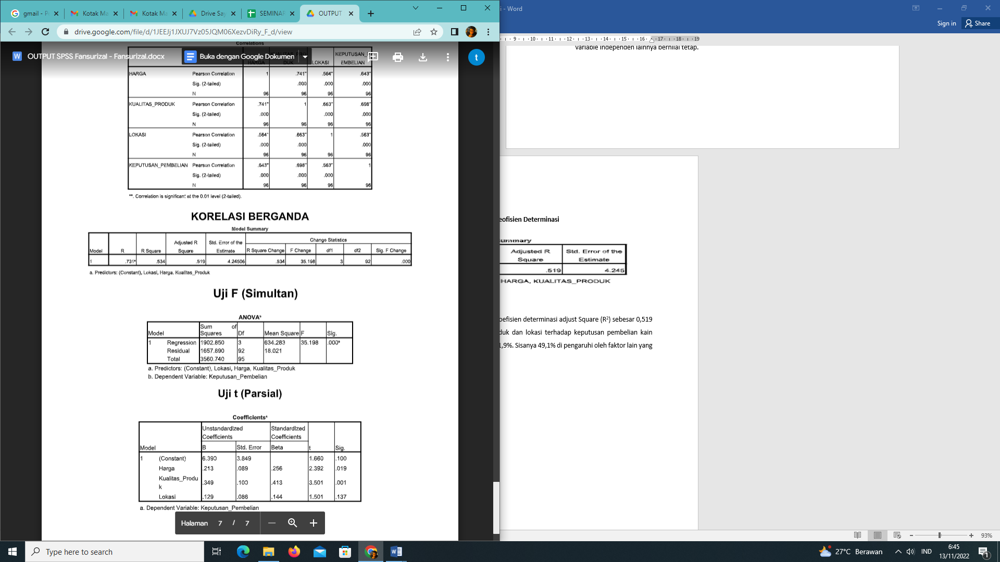 gmail - P
Kotak Ma
Kotak Ma
Drive Say
SEMINAR
OUTPUT
drive.google.com/file/d/1JEEJj1JXUJ7Vz05JQM06XezvDiRy_F_d/view
Correlations
OUTPUT SPSS Fansurizal - Fansurizal.docx
Buka dengan Google Dokumen
t
HARGA DUK LOKASI KEPUTUSAN_P EMBELIAN
HARGA Pearson Correlation 1 .741** .564** .643**
Sig. (2-tailed) .000 .000 .000
N 96 96 96 96
KUALITAS_PRODUK Pearson Correlation .741** 1 .663** .698**
Sig. (2-tailed) .000 .000 .000
N 96 96 96 96
LOKASI Pearson Correlation .564** .663** 1 .563**
Sig. (2-tailed) .000 .000 .000
N 96 96 96 96
KEPUTUSAN_PEMBELIAN Pearson Correlation .643** .698** .563** 1
Sig. (2-tailed) .000 .000 .000
N 96 96 96 96
**. Correlation is significant at the 0.01 level (2-tailed).
KORELASI BERGANDA
Model Summary
Model R R Square Adjusted R Square Std. Error of the Estimate Change Statistics
R Square Change F Change df1 df2 Sig. F Change
1 .731ª .534 .519 4.24506 .534 35.198 3 92 .000
a. Predictors: (Constant), Lokasi, Harga, Kualitas_Produk
Uji F (Simultan)
ANOVAᵇ
Model Sum of Squares Df Mean Square F Sig.
1 Regression 1902.850 3 634.283 35.198 .000ª
Residual 1657.890 92 18.021
Total 3560.740 95
a. Predictors: (Constant), Lokasi, Harga, Kualitas_Produk
b. Dependent Variable: Keputusan_Pembelian
Uji t (Parsial)
Coefficientsª
Model Unstandardized Coefficients Standardized Coefficients t Sig.
B Std. Error Beta
1 (Constant) 6.390 3.849 1.660 .100
Harga .213 .089 .256 2.392 .019
Kualitas_Produk .349 .100 .413 3.501 .001
Lokasi .129 .086 .144 1.501 .137
a. Dependent Variable: Keputusan_Pembelian
Halaman 7 / 7
i - Word
Sign in
Share
9 10 11 12 13 14 15 16 17 18 19
variable independen lainnya bernilai tetap.
eofisien Determinasi
ummary
Adjusted R Square Std. Error of the Estimate
.519 4.245
HARGA, KUALITAS_PRODUK
oefisien determinasi adjust Square (R²) sebesar 0,519
duk dan lokasi terhadap keputusan pembelian kain
1,9%. Sisanya 49,1% di pengaruhi oleh faktor lain yang
93%
Type here to search
27°C Berawan
IND
6:45
13/11/2022
1